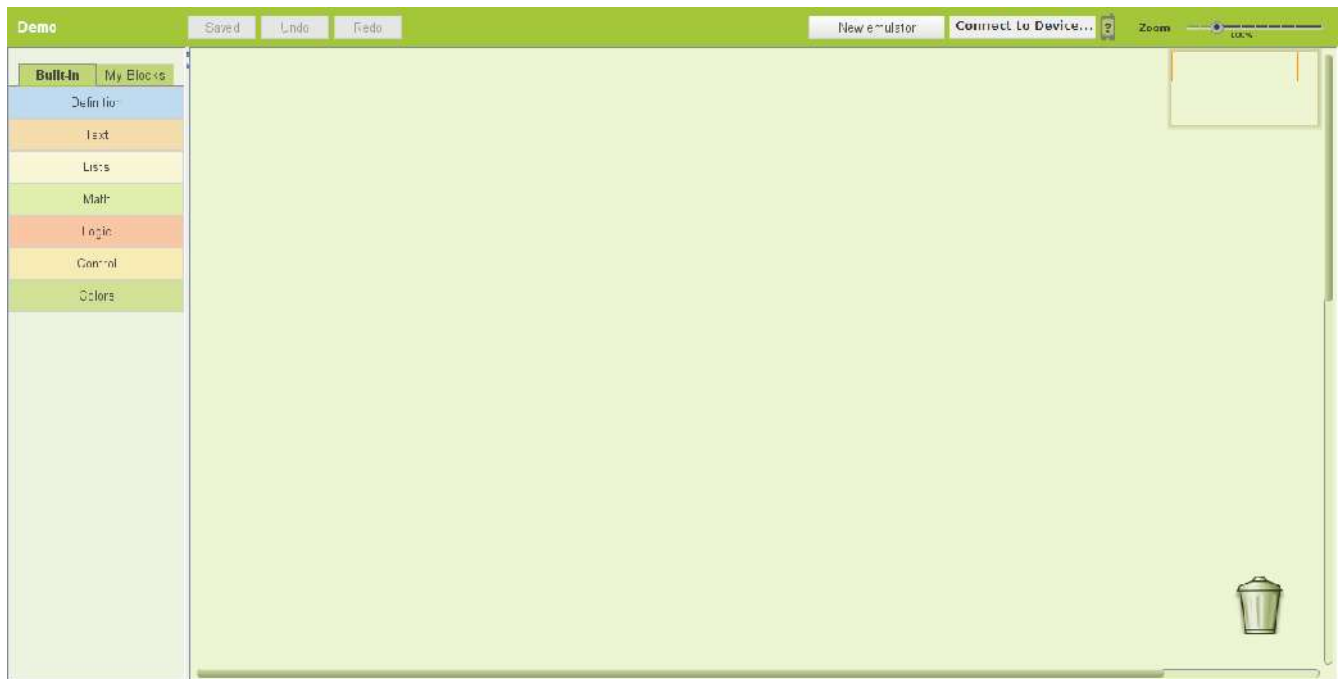 Demo Saved Undo Redo New emulator Connect to Device... ? Zoom
100%
Built-In My Blocks
Definition
Text
Lists
Math
Logic
Control
Colors